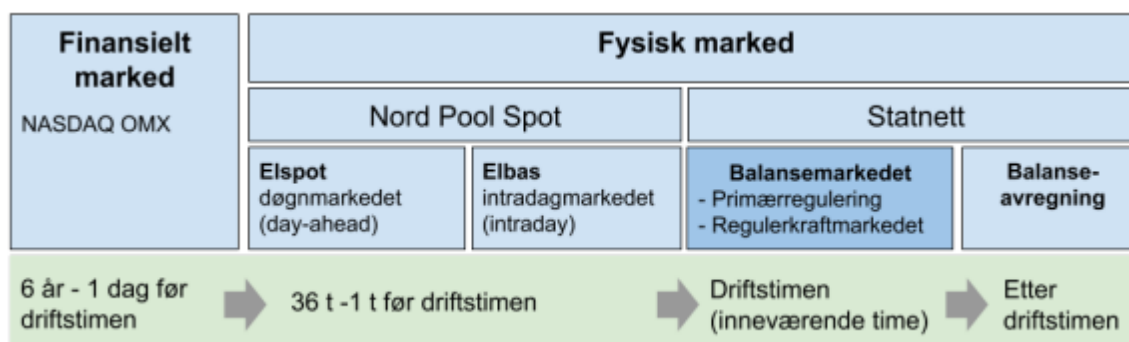 Finansielt
marked
NASDAQ OMX
Fysisk marked
Nord Pool Spot
Statnett
Elspot
døgnmarkedet
(day-ahead)
Elbas
intradagmarkedet
(intraday)
Balansemarkedet
- Primærregulering
- Regulerkraftmarkedet
Balanse-
avregning
6 år - 1 dag før
driftstimen
36 t -1 t før driftstimen
Driftstimen
(inneværende time)
Etter
driftstimen